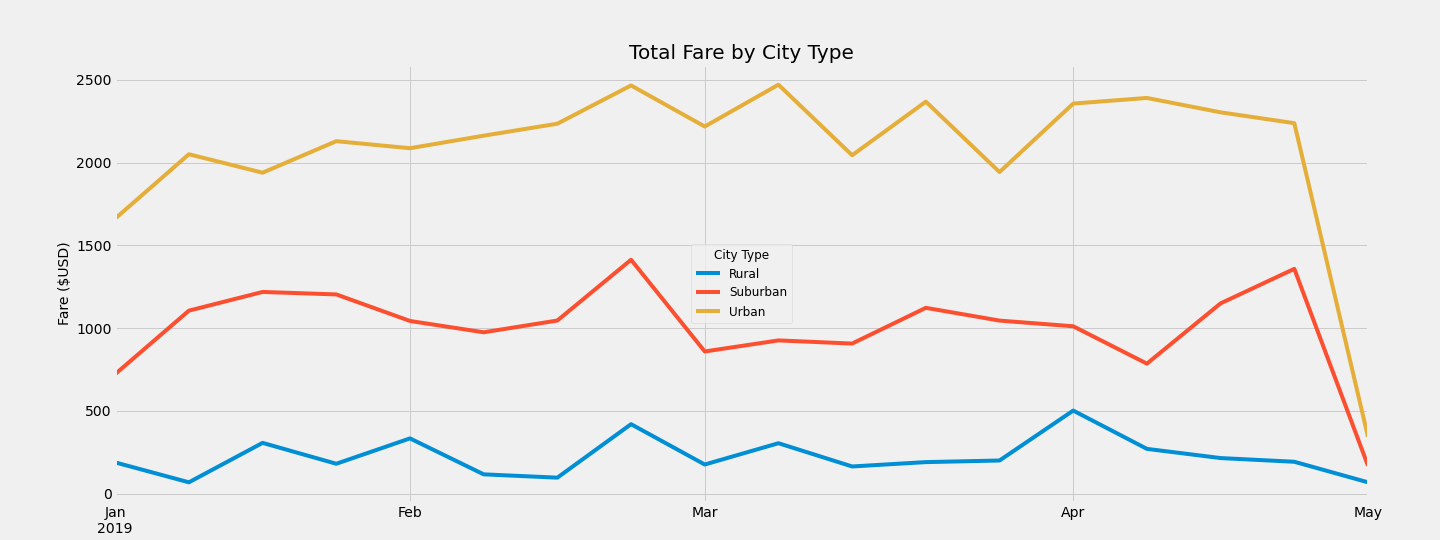 Total Fare by City Type
2500
2000
1500
1000
500
0
Fare ($USD)
City Type
Rural
Suburban
Urban
Jan Feb Mar Apr May
2019